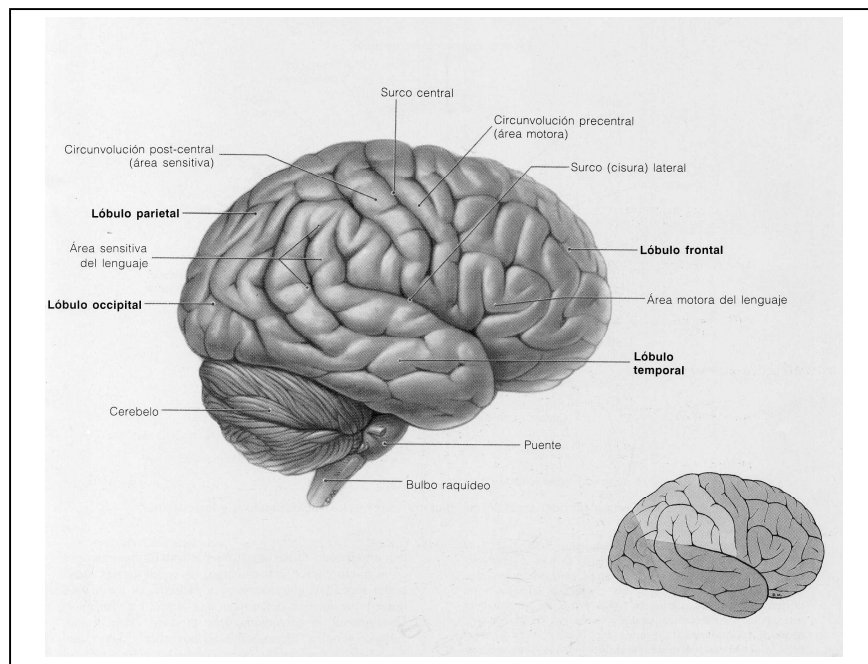 Surco central
Circunvolución precentral
(área motora)
Circunvolución post-central
(área sensitiva)
Surco (cisura) lateral
Lóbulo parietal
Área sensitiva
del lenguaje
Lóbulo frontal
Lóbulo occipital
Área motora del lenguaje
Lóbulo
temporal
Cerebelo
Puente
Bulbo raquídeo